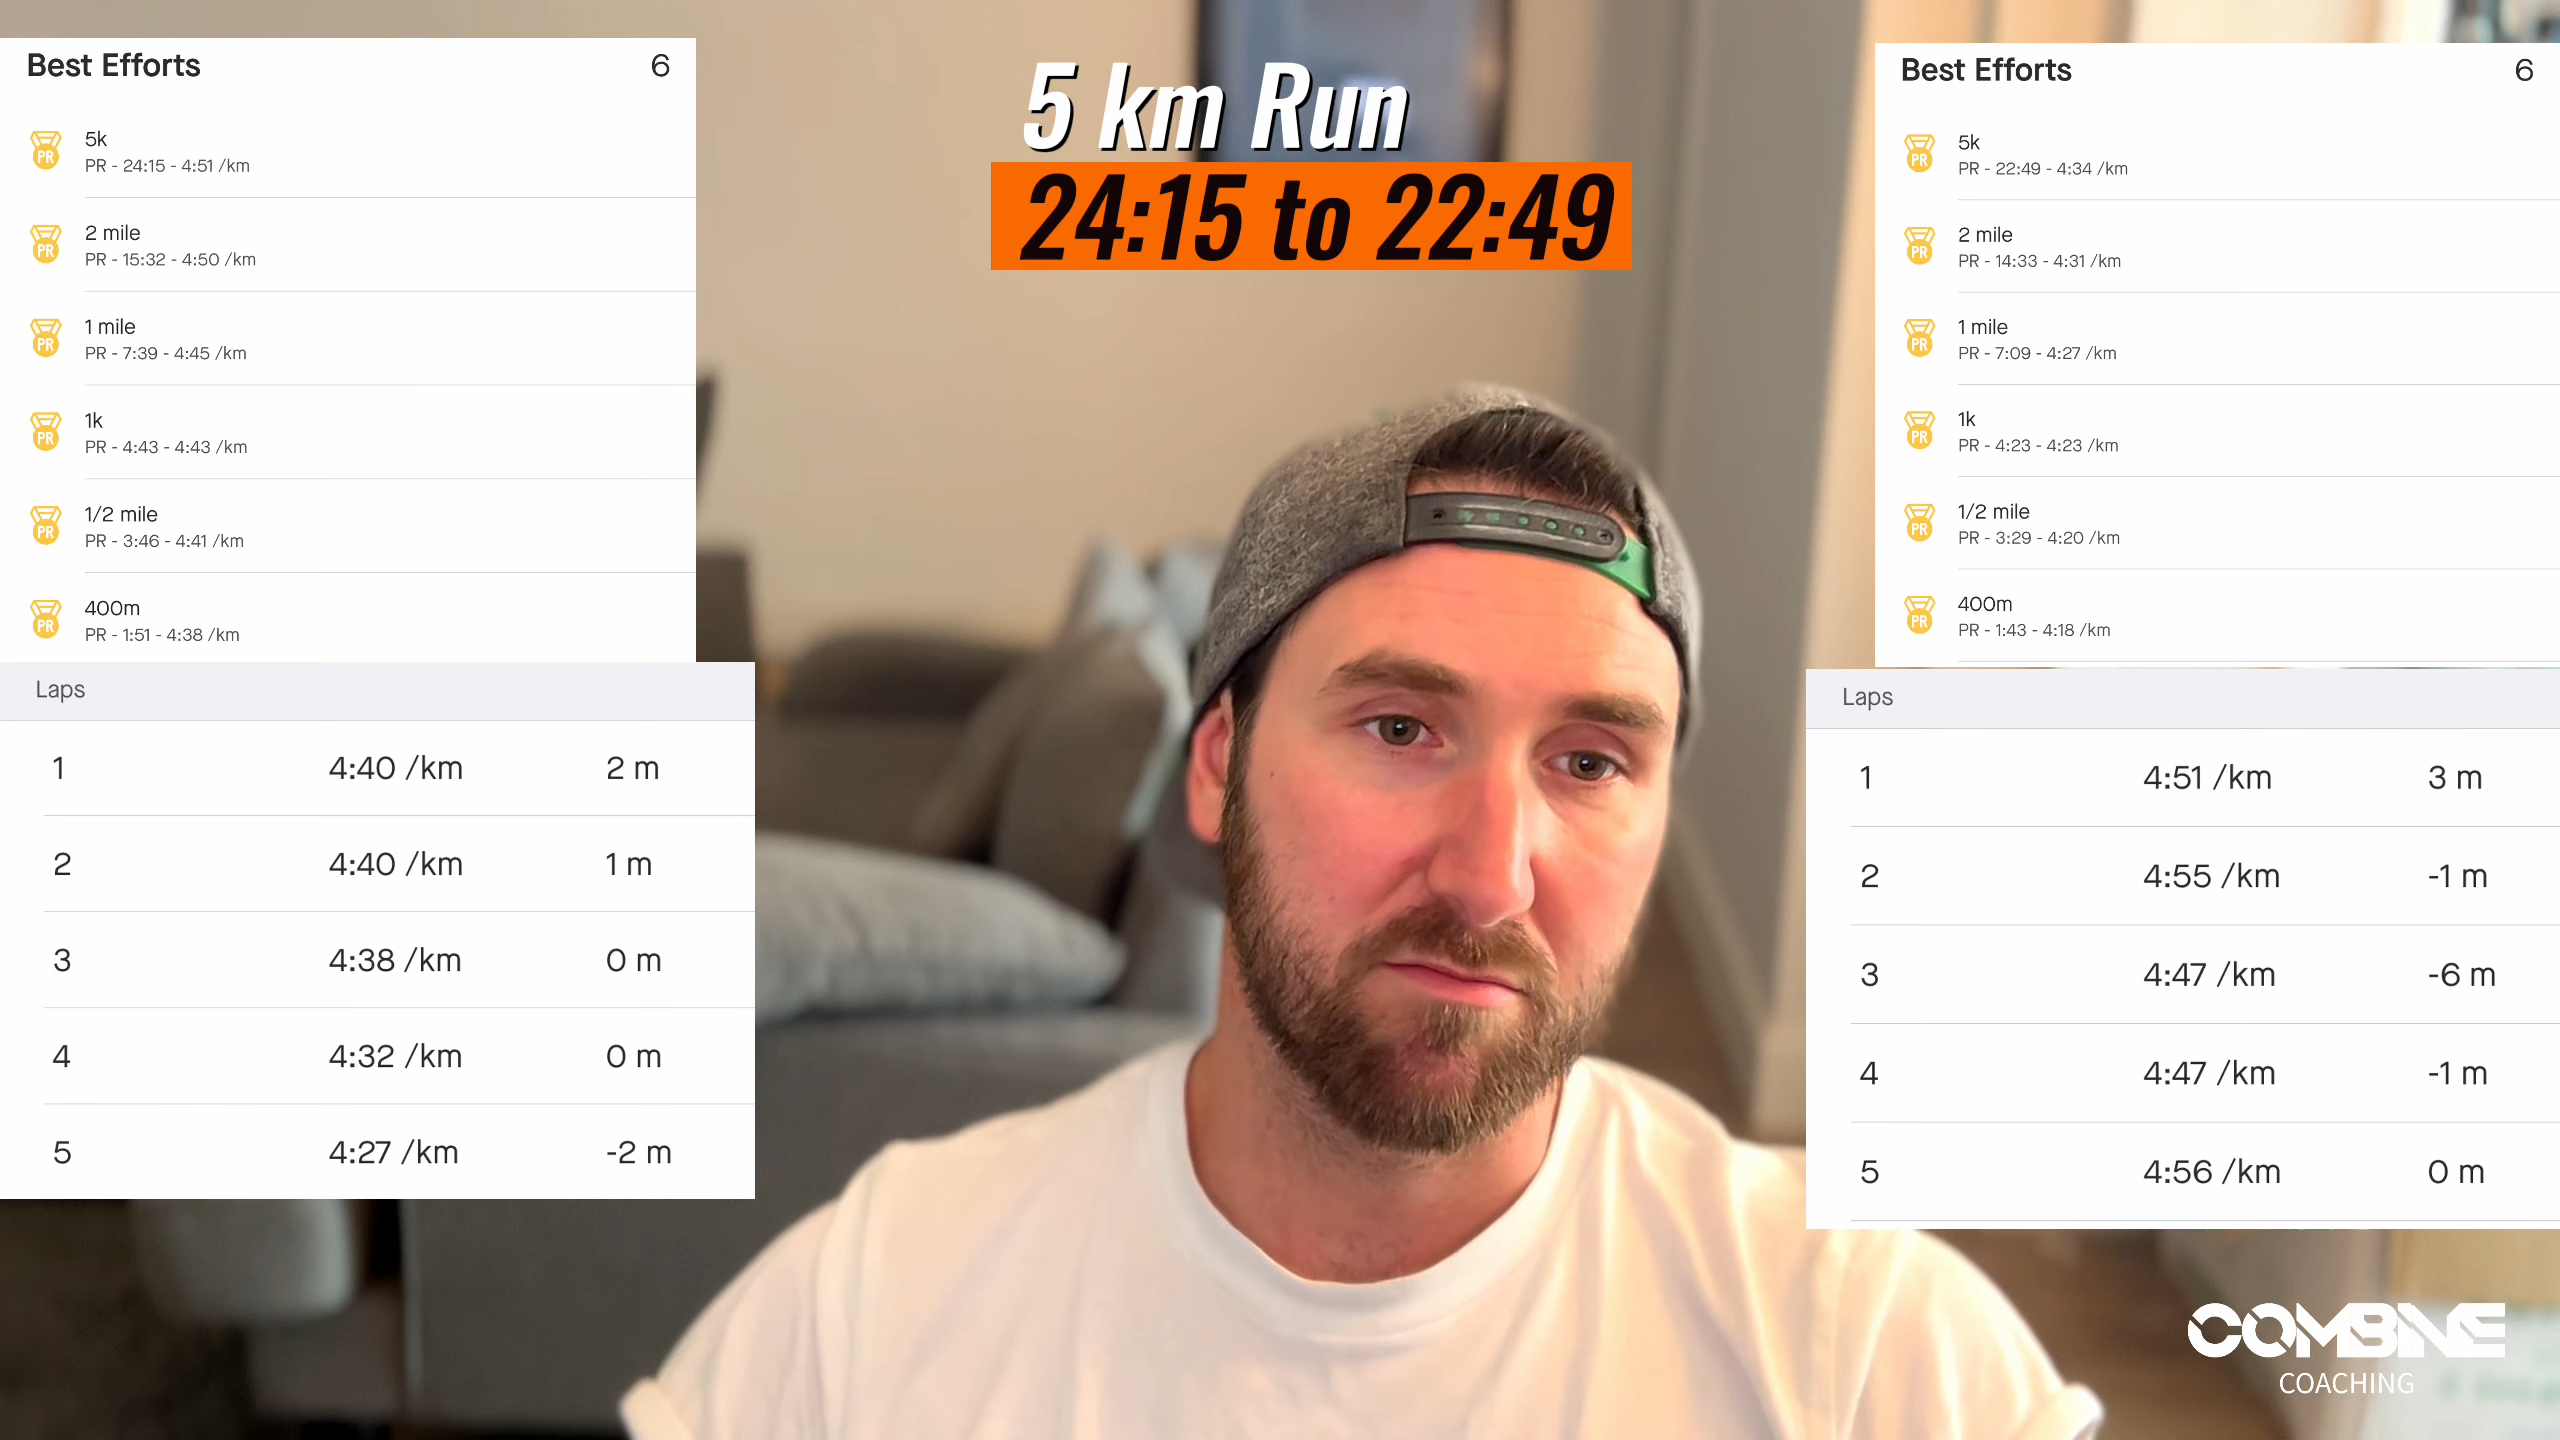 5 km Run
24:15 to 22:49
Best Efforts 6
5k
PR - 24:15 - 4:51 /km
2 mile
PR - 15:32 - 4:50 /km
1 mile
PR - 7:39 - 4:45 /km
1k
PR - 4:43 - 4:43 /km
1/2 mile
PR - 3:46 - 4:41 /km
400m
PR - 1:51 - 4:38 /km
Laps
1 4:40 /km 2 m
2 4:40 /km 1 m
3 4:38 /km 0 m
4 4:32 /km 0 m
5 4:27 /km -2 m
Best Efforts 6
5k
PR - 22:49 - 4:34 /km
2 mile
PR - 14:33 - 4:31 /km
1 mile
PR - 7:09 - 4:27 /km
1k
PR - 4:23 - 4:23 /km
1/2 mile
PR - 3:29 - 4:20 /km
400m
PR - 1:43 - 4:18 /km
Laps
1 4:51 /km 3 m
2 4:55 /km -1 m
3 4:47 /km -6 m
4 4:47 /km -1 m
5 4:56 /km 0 m
COMBINE
COACHING